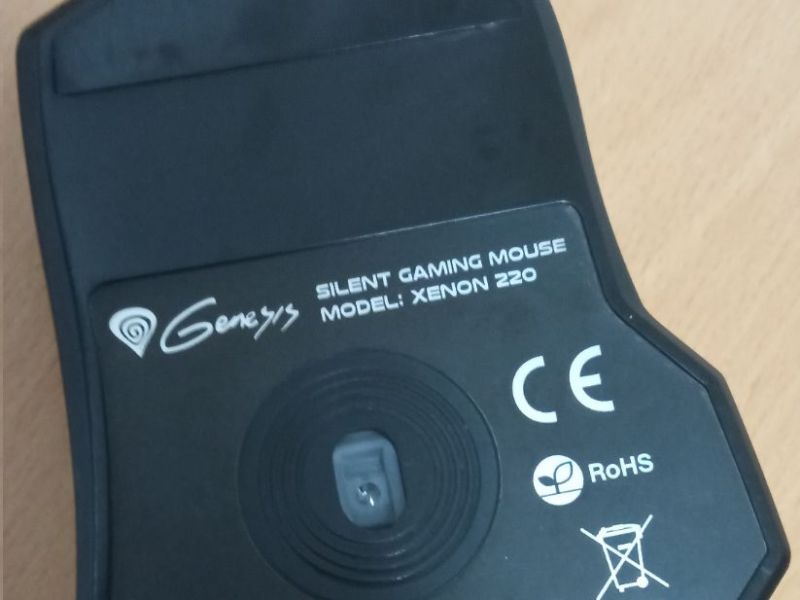 Genesis
SILENT GAMING MOUSE
MODEL: XENON 220
CE
RoHS